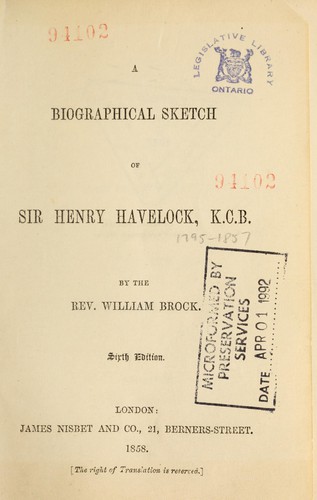 94102
LEGISLATIVE LIBRARY
ONTARIO
A
BIOGRAPHICAL SKETCH
OF
94102
SIR HENRY HAVELOCK, K.C.B.
1795-1857
BY THE
REV. WILLIAM BROCK.
MICROFORMED BY
PRESERVATION
SERVICES
DATE APR 01 1992
Sixth Edition.
LONDON:
JAMES NISBET AND CO., 21, BERNERS-STREET.
1858.
[The right of Translation is reserved.]